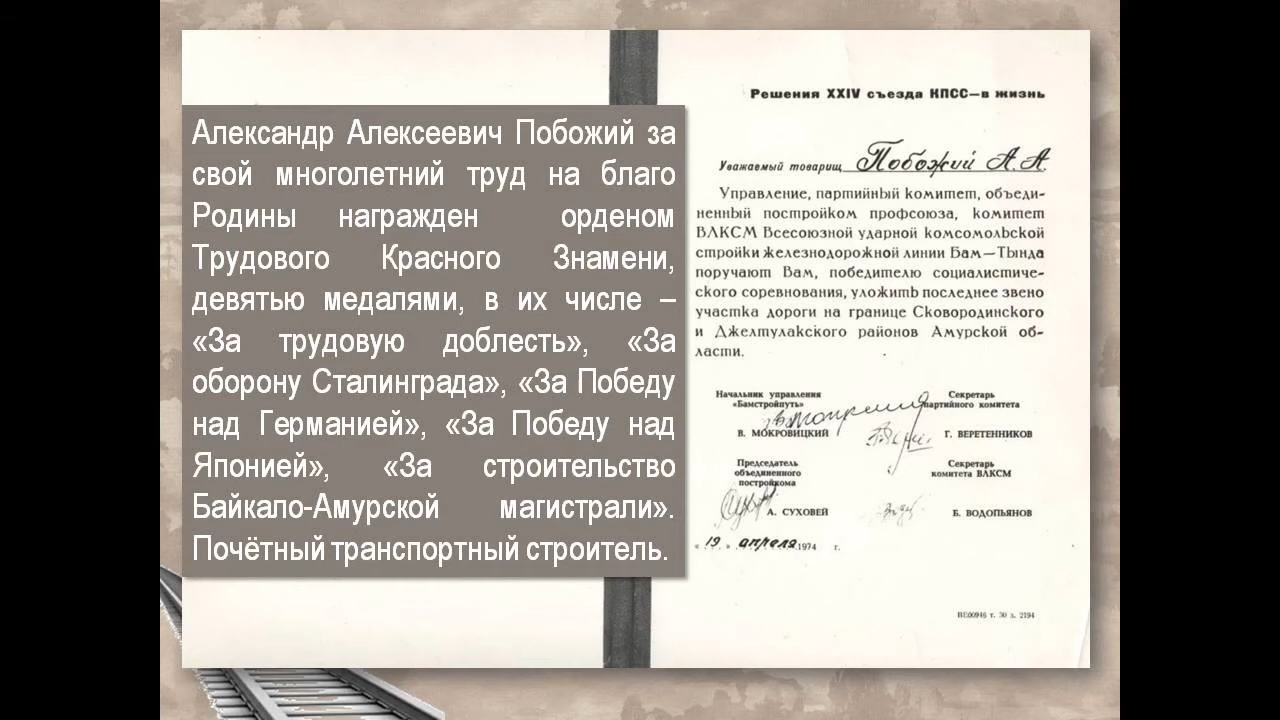 Александр Алексеевич Побожий за
свой многолетний труд на благо
Родины награжден орденом
Трудового Красного Знамени,
девятью медалями, в их числе –
«За трудовую доблесть», «За
оборону Сталинграда», «За Победу
над Германией», «За Победу над
Японией», «За строительство
Байкало-Амурской магистрали».
Почётный транспортный строитель.
Решения XXIV съезда КПСС—в жизнь
Уважаемый товарищ Побожий А. А.
Управление, партийный комитет, объеди-
ненный постройком профсоюза, комитет
ВЛКСМ Всесоюзной ударной комсомольской
стройки железнодорожной линии Бам—Тында
поручают Вам, победителю социалистиче-
ского соревнования, уложить последнее звено
участка дороги на границе Сковородинского
и Джелтулакского районов Амурской об-
ласти.
Начальник управления
«Бамстройпуть»
В. МОКРОВИЦКИЙ
Секретарь
партийного комитета
Г. ВЕРЕТЕННИКОВ
Председатель
объединенного
постройкома
А. СУХОВЕЙ
Секретарь
комитета ВЛКСМ
Б. ВОДОПЬЯНОВ
« 19 » апреля 1974 г.
ВЕ00946 т. 30 з. 2194